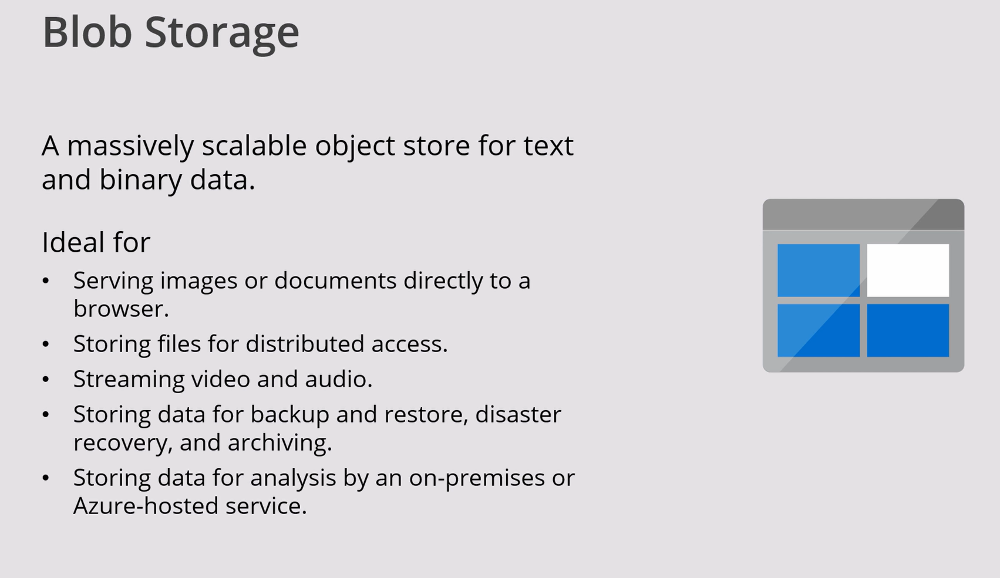 Blob Storage
A massively scalable object store for text
and binary data.
Ideal for
• Serving images or documents directly to a
browser.
• Storing files for distributed access.
• Streaming video and audio.
• Storing data for backup and restore, disaster
recovery, and archiving.
• Storing data for analysis by an on-premises or
Azure-hosted service.